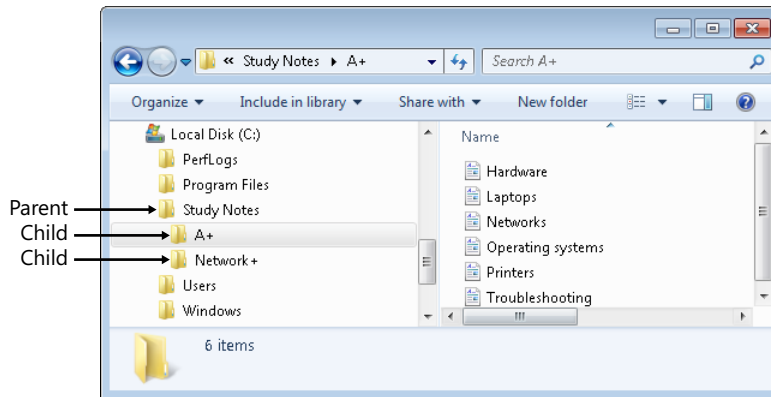 « Study Notes A+
Search A+
Organize Include in library Share with New folder
Local Disk (C:)
PerfLogs
Program Files
Parent Study Notes
Child A+
Child Network+
Users
Windows
Name
Hardware
Laptops
Networks
Operating systems
Printers
Troubleshooting
6 items